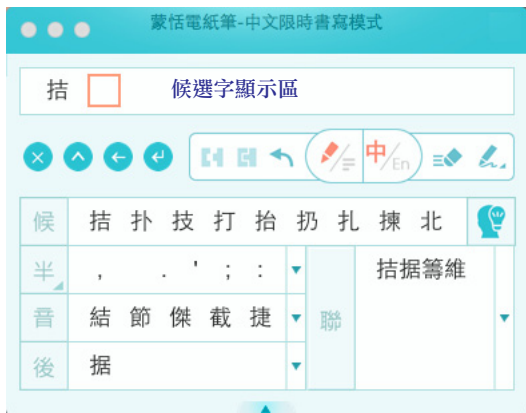 蒙恬電紙筆-中文限時書寫模式
拮 候選字顯示區
中/En
候 拮 扑 技 打 抬 扔 扎 揀 北
半 , . ' ; :
拮据籌維
音 結 節 傑 截 捷
聯
後 据